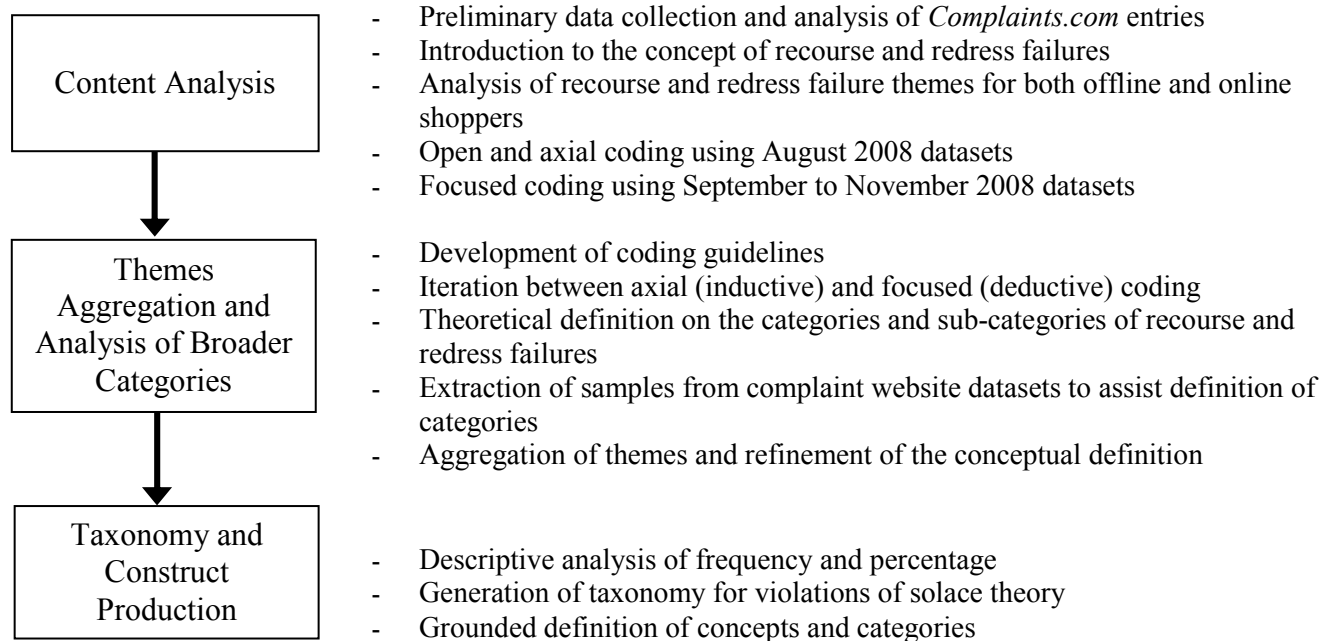 Content Analysis
- Preliminary data collection and analysis of Complaints.com entries
- Introduction to the concept of recourse and redress failures
- Analysis of recourse and redress failure themes for both offline and online
shoppers
- Open and axial coding using August 2008 datasets
- Focused coding using September to November 2008 datasets
Themes
Aggregation and
Analysis of Broader
Categories
- Development of coding guidelines
- Iteration between axial (inductive) and focused (deductive) coding
- Theoretical definition on the categories and sub-categories of recourse and
redress failures
- Extraction of samples from complaint website datasets to assist definition of
categories
- Aggregation of themes and refinement of the conceptual definition
Taxonomy and
Construct
Production
- Descriptive analysis of frequency and percentage
- Generation of taxonomy for violations of solace theory
- Grounded definition of concepts and categories